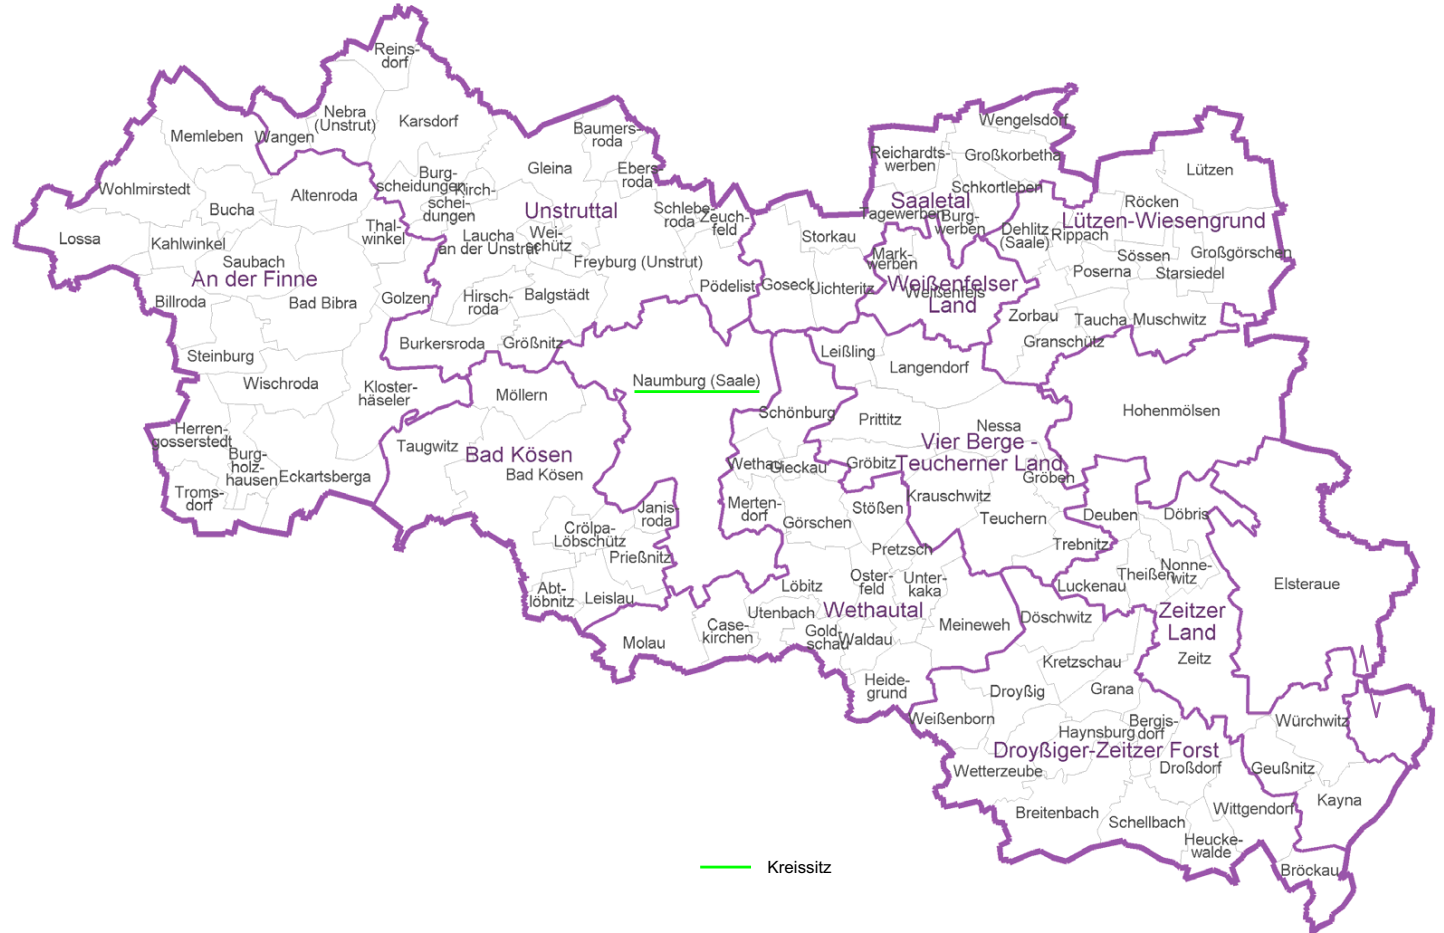 Reins-
dorf
Nebra
(Unstrut)
Karsdorf
Memleben
Wangen
Baumers-
roda
Gleina
Ebers-
roda
Burg-
scheidungen
Kirch-
schei-
dungen
Wohlmirstedt
Altenroda
Bucha
Thal-
winkel
Unstruttal
Schlebe-
roda
Zeuch-
feld
Lossa
Kahlwinkel
Saubach
Laucha
an der Unstrut
Wei-
schütz
Freyburg (Unstrut)
An der Finne
Billroda
Bad Bibra
Golzen
Hirsch-
roda
Balgstädt
Pödelist
Goseck
Uichteritz
Storkau
Steinburg
Burkersroda
Größnitz
Wischroda
Kloster-
häseler
Möllern
Naumburg (Saale)
Herren-
gosserstedt
Burg-
holz-
hausen
Eckartsberga
Troms-
dorf
Taugwitz
Bad Kösen
Bad Kösen
Janis-
roda
Crölpa-
Löbschütz
Prießnitz
Abt-
löbnitz
Leislau
Wengelsdorf
Reichardts-
werben
Großkorbetha
Schkortleben
Saaletal
Tagewerben
Burg-
werben
Lützen
Röcken
Lützen-Wiesengrund
Dehlitz
(Saale)
Rippach
Sössen
Großgörschen
Poserna
Starsiedel
Mark-
werben
Weißenfels
Weißenfelser
Land
Zorbau
Taucha
Muschwitz
Granschütz
Leißling
Langendorf
Hohenmölsen
Schönburg
Prittitz
Nessa
Vier Berge -
Teucherner Land
Wethau
Gieckau
Gröbitz
Gröben
Krauschwitz
Merten-
dorf
Görschen
Stößen
Teuchern
Deuben
Döbris
Pretzsch
Trebnitz
Löbitz
Oster-
feld
Unter-
kaka
Luckenau
Theißen
Nonne-
witz
Elsteraue
Utenbach
Wethautal
Case-
kirchen
Gold-
schau
Waldau
Meineweh
Döschwitz
Zeitzer
Land
Molau
Zeitz
Kretzschau
Heide-
grund
Droyßig
Grana
Weißenborn
Haynsburg
Bergis-
dorf
Würchwitz
Droyßiger-Zeitzer Forst
Wetterzeube
Droßdorf
Geußnitz
Breitenbach
Schellbach
Wittgendorf
Kayna
Heucke-
walde
Bröckau
Kreissitz